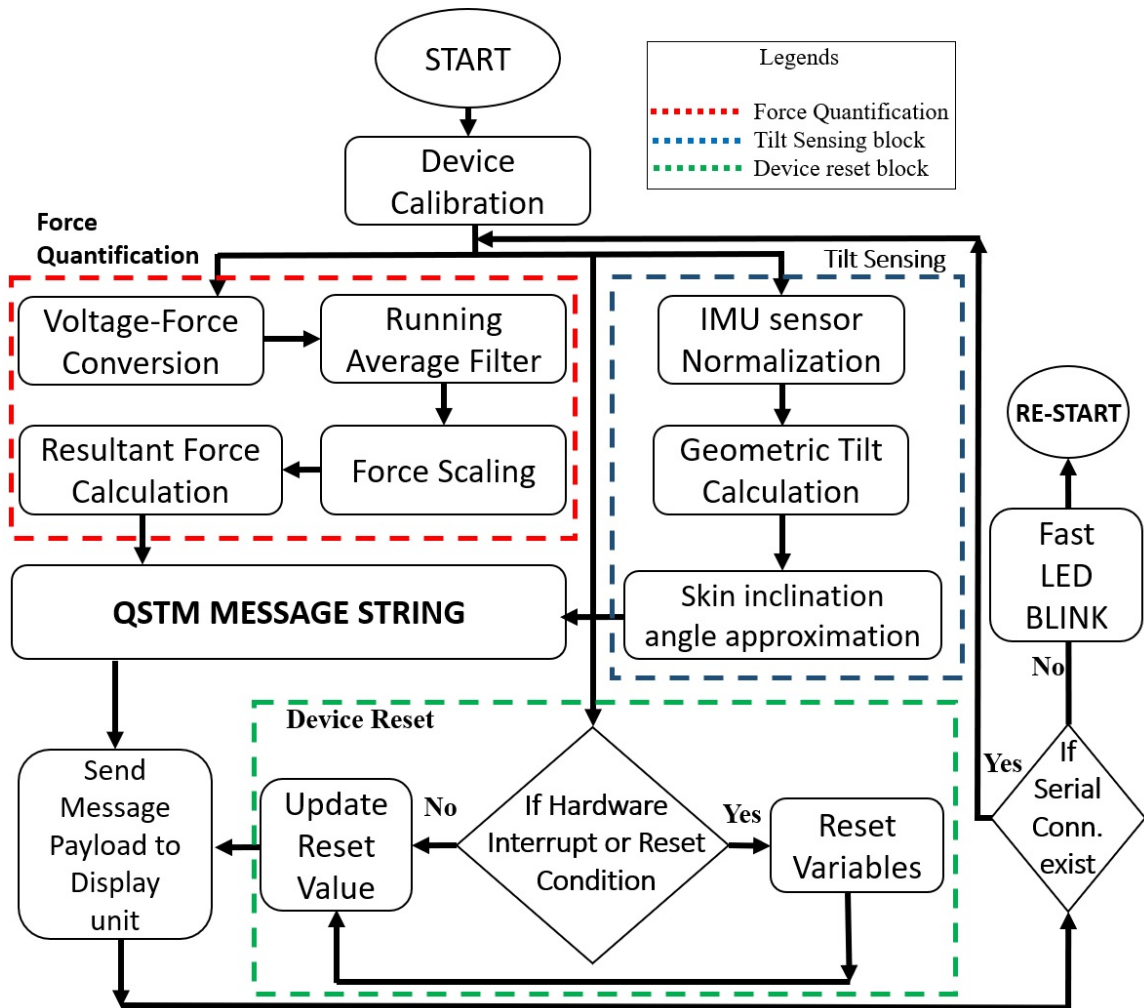 START
Legends
Force Quantification
Tilt Sensing block
Device reset block
Device
Calibration
Force
Quantification
Tilt Sensing
Voltage-Force
Conversion
Running
Average Filter
IMU sensor
Normalization
RE-START
Resultant Force
Calculation
Force Scaling
Geometric Tilt
Calculation
Fast
LED
BLINK
QSTM MESSAGE STRING
Skin inclination
angle approximation
No
Device Reset
Send
Message
Payload to
Display
unit
Update
Reset
Value
No
If Hardware
Interrupt or Reset
Condition
Yes
Reset
Variables
Yes
If
Serial
Conn.
exist